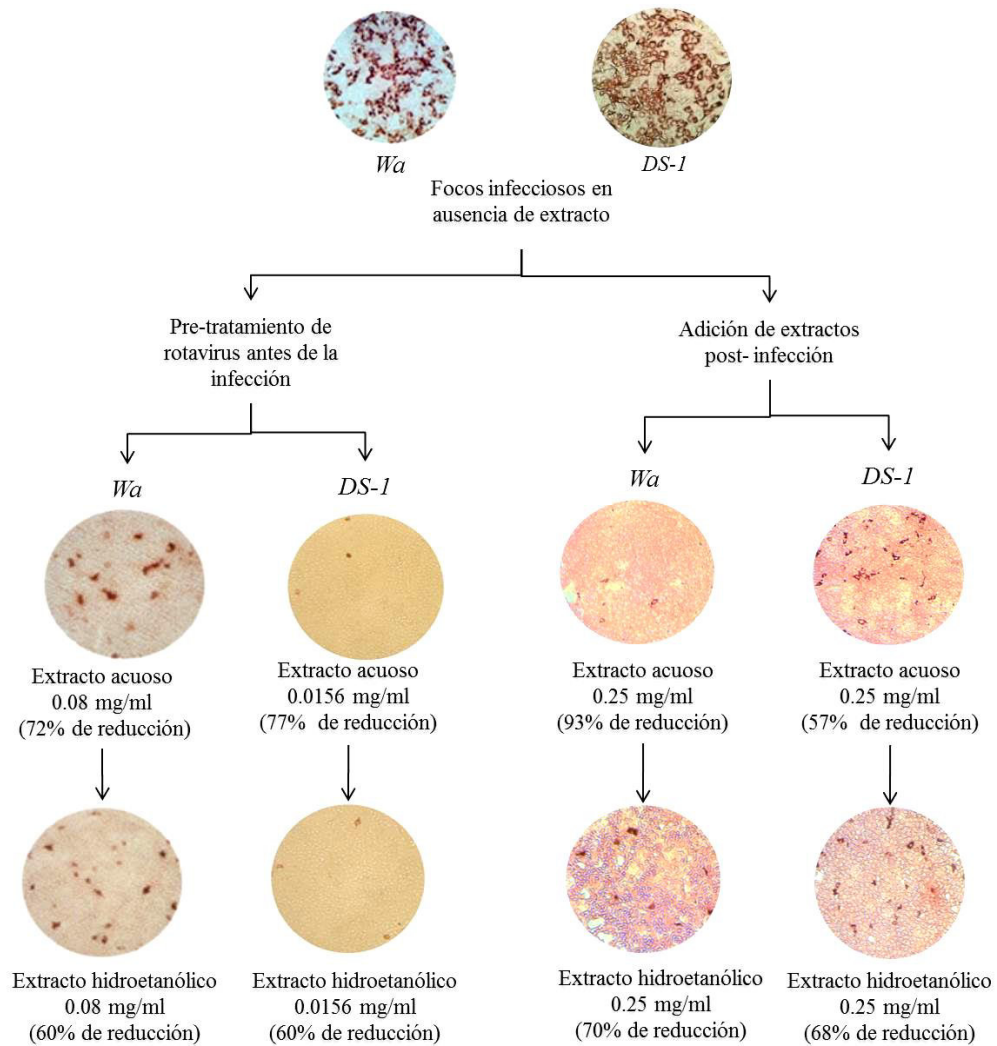 Wa
DS-1
Focos infecciosos en
ausencia de extracto
Pre-tratamiento de
rotavirus antes de la
infección
Adición de extractos
post- infección
Wa
DS-1
Wa
DS-1
Extracto acuoso
0.08 mg/ml
(72% de reducción)
Extracto acuoso
0.0156 mg/ml
(77% de reducción)
Extracto acuoso
0.25 mg/ml
(93% de reducción)
Extracto acuoso
0.25 mg/ml
(57% de reducción)
Extracto hidroetanólico
0.08 mg/ml
(60% de reducción)
Extracto hidroetanólico
0.0156 mg/ml
(60% de reducción)
Extracto hidroetanólico
0.25 mg/ml
(70% de reducción)
Extracto hidroetanólico
0.25 mg/ml
(68% de reducción)